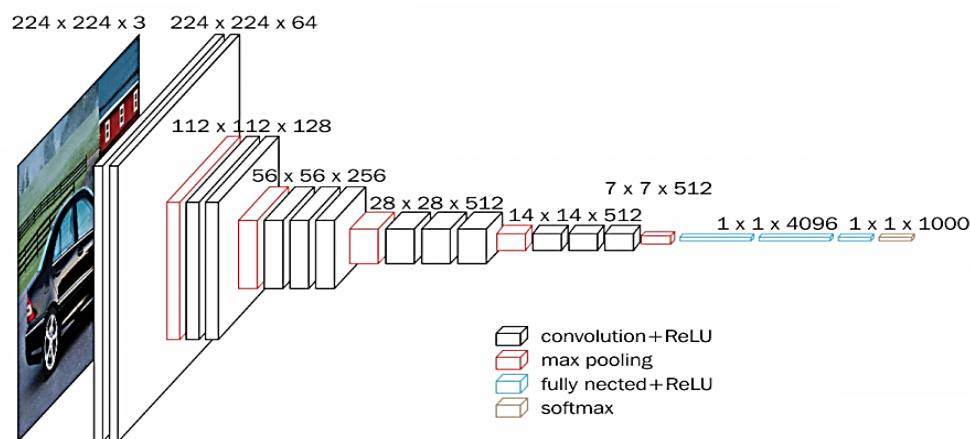 224 x 224 x 3
224 x 224 x 64
112 x 112 x 128
56 x 56 x 256
28 x 28 x 512
14 x 14 x 512
7 x 7 x 512
1 x 1 x 4096
1 x 1 x 1000
convolution+ReLU
max pooling
fully nected+ReLU
softmax